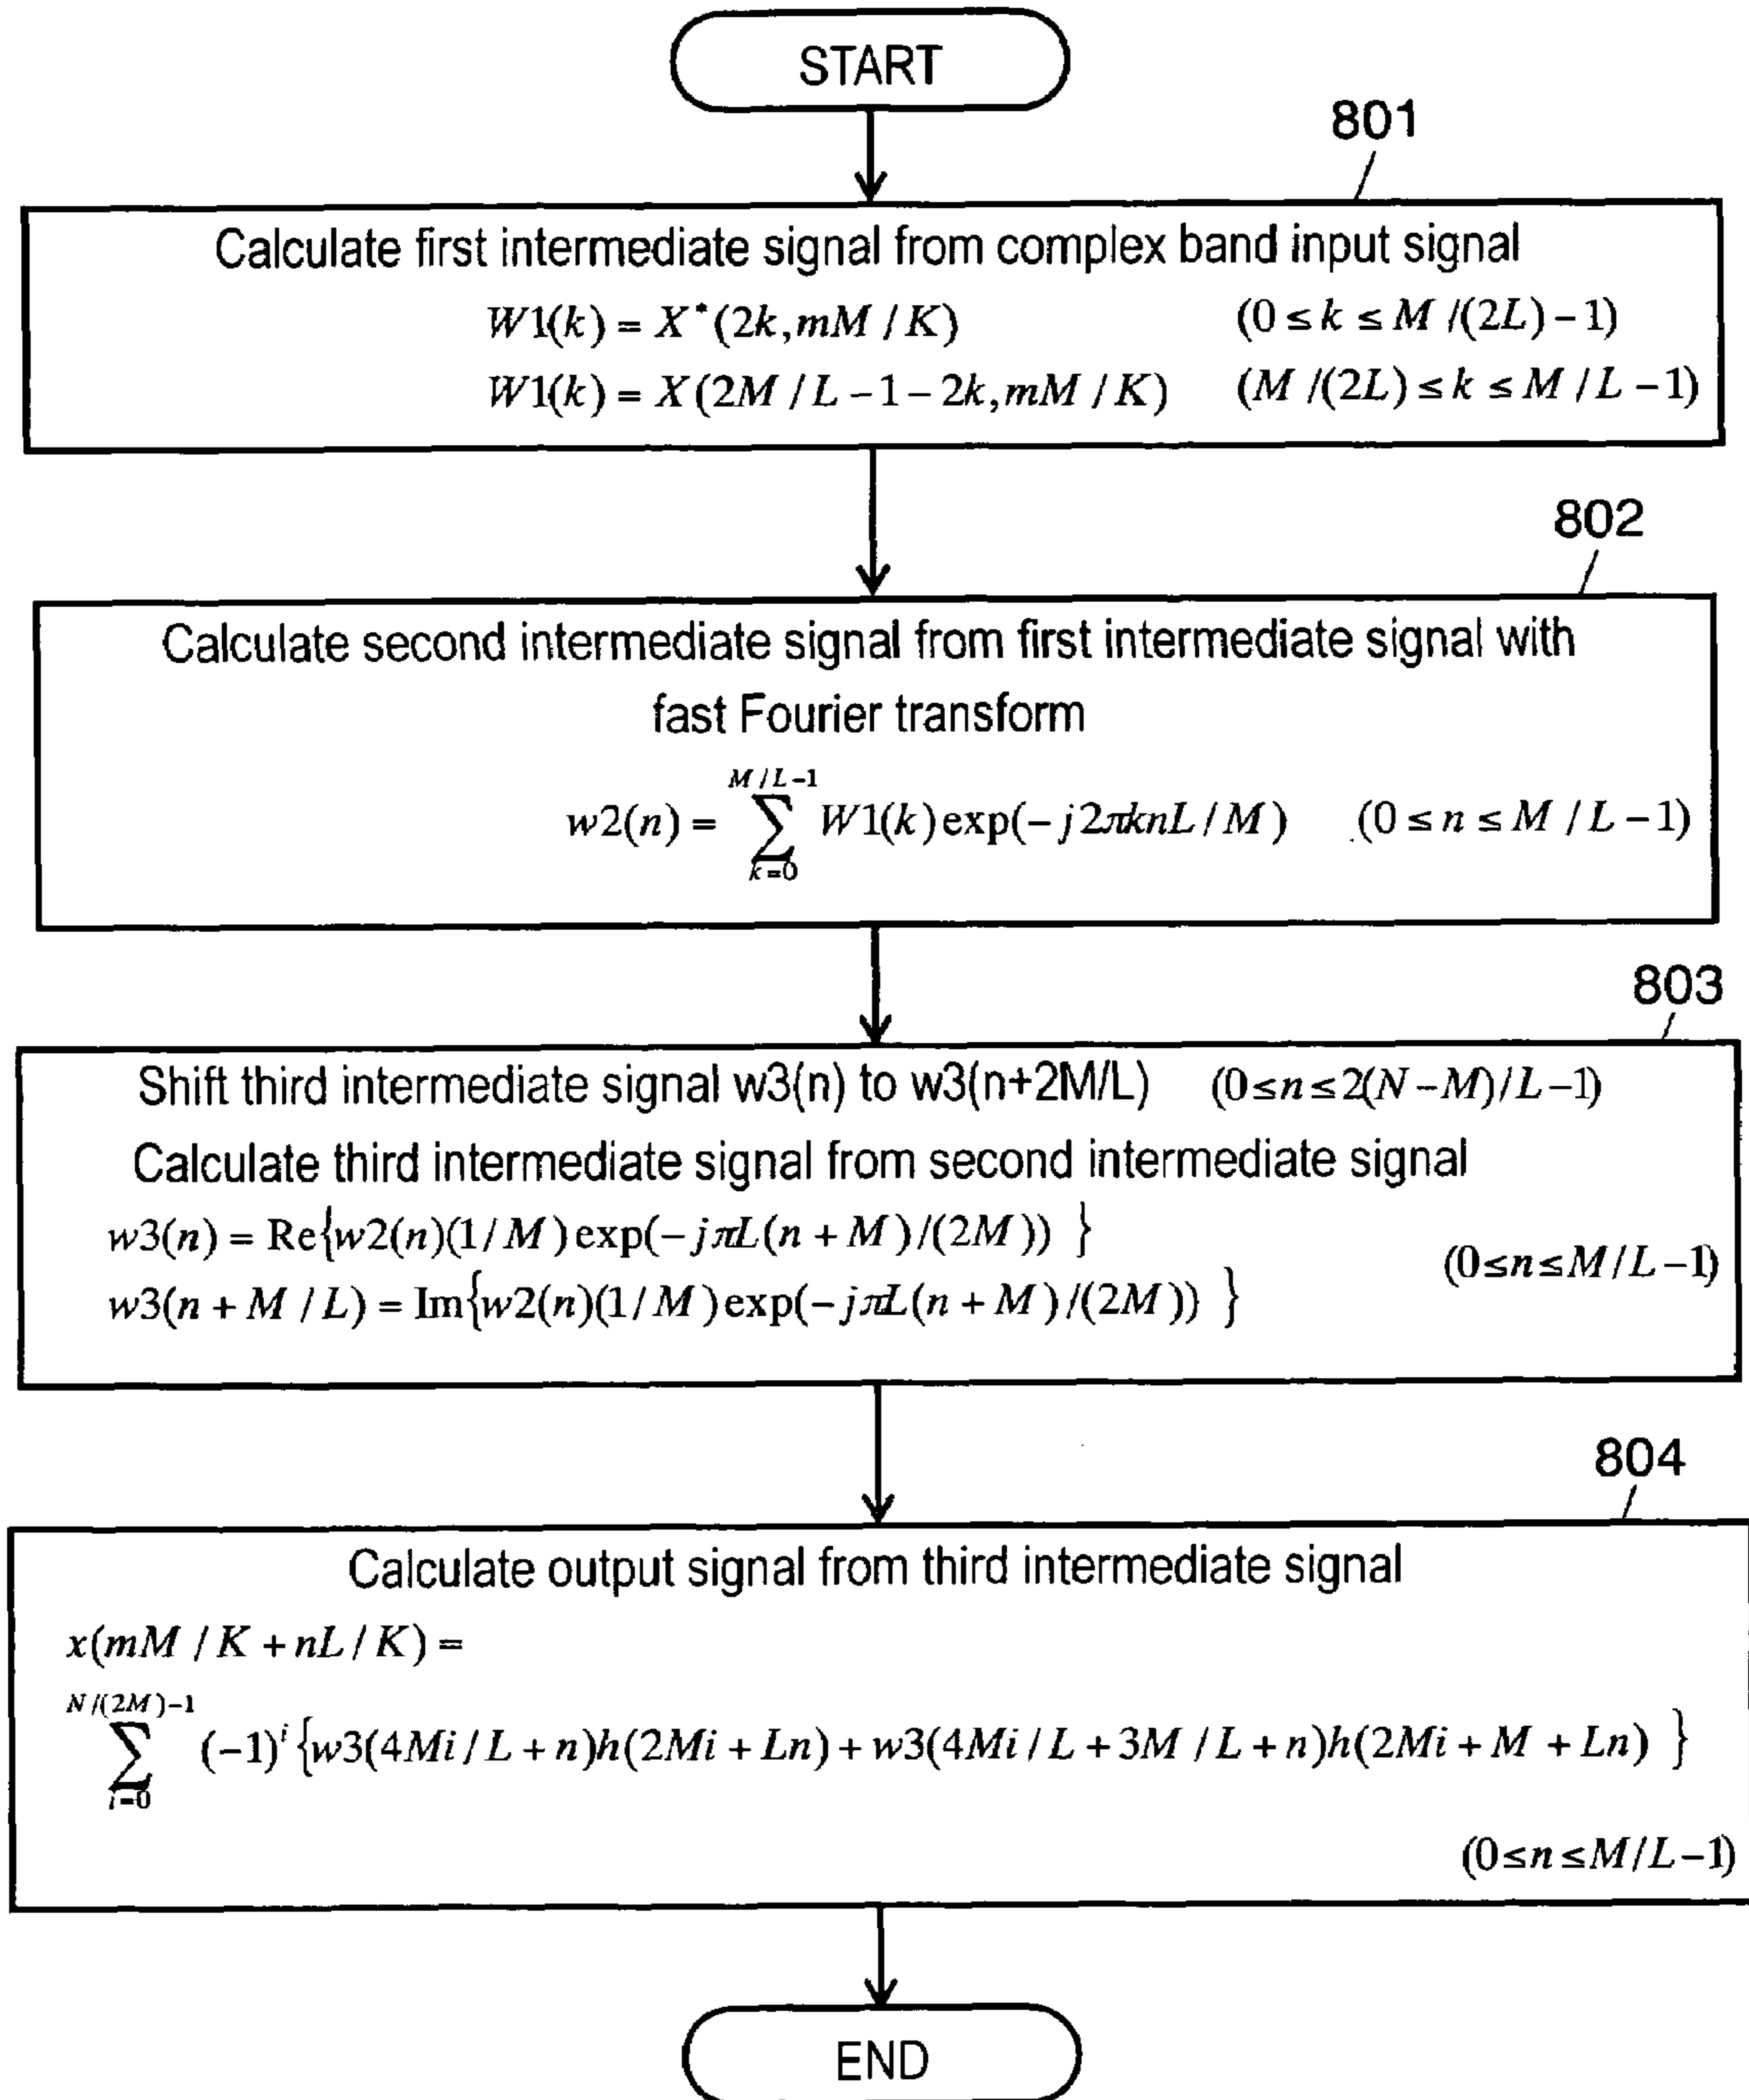 START
801
Calculate first intermediate signal from complex band input signal
W1(k) = X*(2k,mM / K) (0 ≤ k ≤ M /(2L) − 1)
W1(k) = X(2M / L − 1 − 2k,mM / K) (M /(2L) ≤ k ≤ M / L − 1)
802
Calculate second intermediate signal from first intermediate signal with
fast Fourier transform
w2(n) = ∑_{k=0}^{M/L−1} W1(k)exp(−j2πknL/M) (0 ≤ n ≤ M / L − 1)
803
Shift third intermediate signal w3(n) to w3(n+2M/L) (0≤n≤2(N−M)/L−1)
Calculate third intermediate signal from second intermediate signal
w3(n) = Re{w2(n)(1/M)exp(−jπL(n + M)/(2M)) }
(0≤n≤M/L−1)
w3(n + M / L) = Im{w2(n)(1/M)exp(−jπL(n + M)/(2M)) }
804
Calculate output signal from third intermediate signal
x(mM / K + nL / K) =
∑_{i=0}^{N/(2M)−1} (−1)^i {w3(4Mi/L + n)h(2Mi + Ln) + w3(4Mi/L + 3M /L + n)h(2Mi + M + Ln) }
(0≤n≤M/L−1)
END